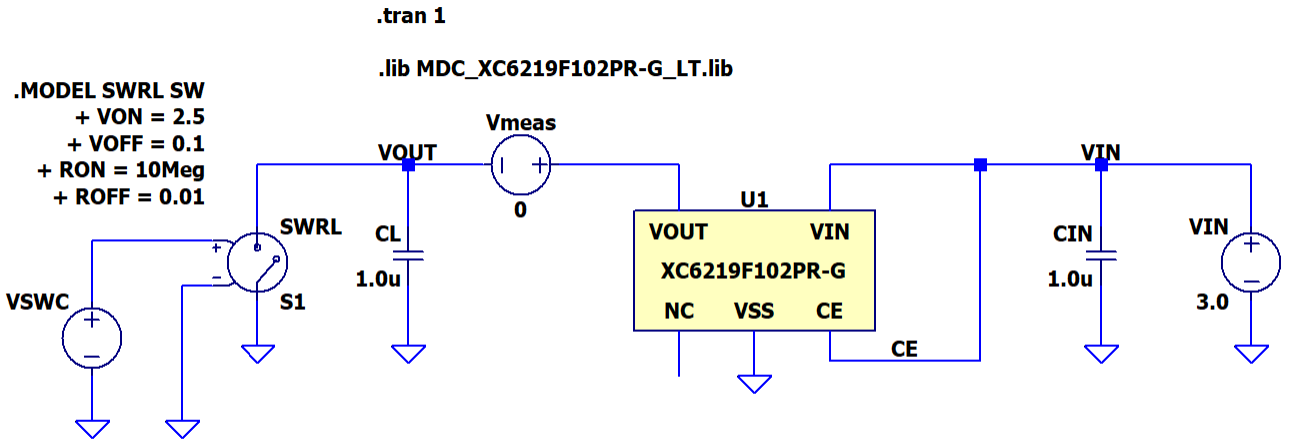 .tran 1
.lib MDC_XC6219F102PR-G_LT.lib
.MODEL SWRL SW
+ VON = 2.5
+ VOFF = 0.1
+ RON = 10Meg
+ ROFF = 0.01
Vmeas
VOUT
VIN
0
U1
SWRL
CL
VOUT
VIN
CIN
VIN
XC6219F102PR-G
1.0u
1.0u
VSWC
S1
NC
VSS
CE
3.0
CE